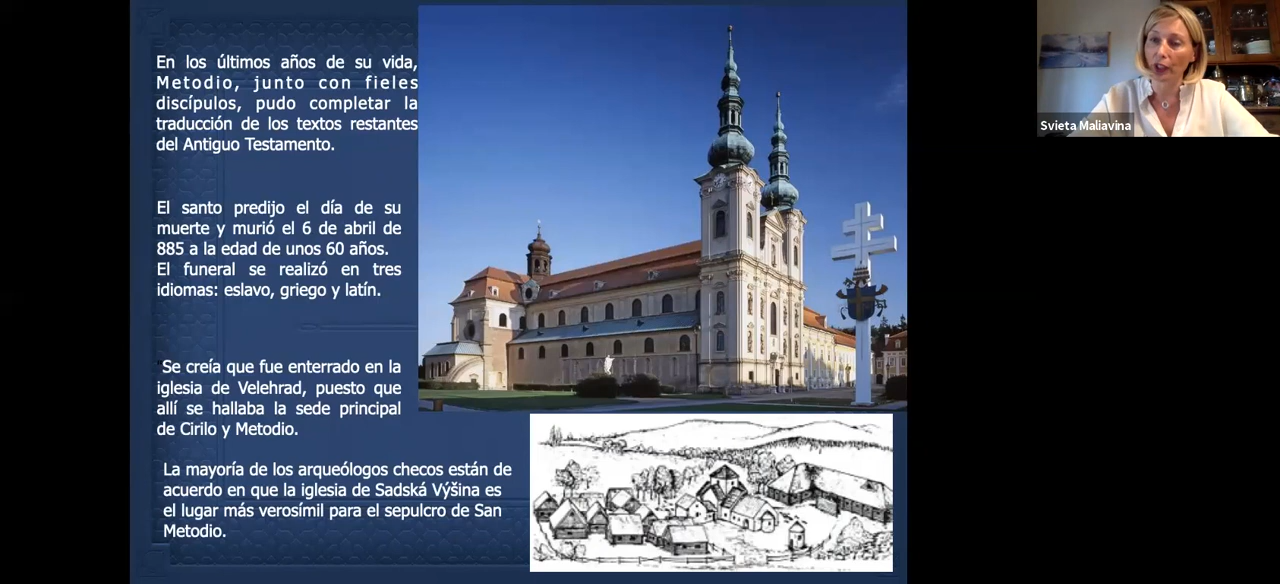 En los últimos años de su vida,
Metodio, junto con fieles
discípulos, pudo completar la
traducción de los textos restantes
del Antiguo Testamento.
El santo predijo el día de su
muerte y murió el 6 de abril de
885 a la edad de unos 60 años.
El funeral se realizó en tres
idiomas: eslavo, griego y latín.
Se creía que fue enterrado en la
iglesia de Velehrad, puesto que
allí se hallaba la sede principal
de Cirilo y Metodio.
La mayoría de los arqueólogos checos están de
acuerdo en que la iglesia de Sadská Výšina es
el lugar más verosímil para el sepulcro de San
Metodio.
Svieta Maliavina